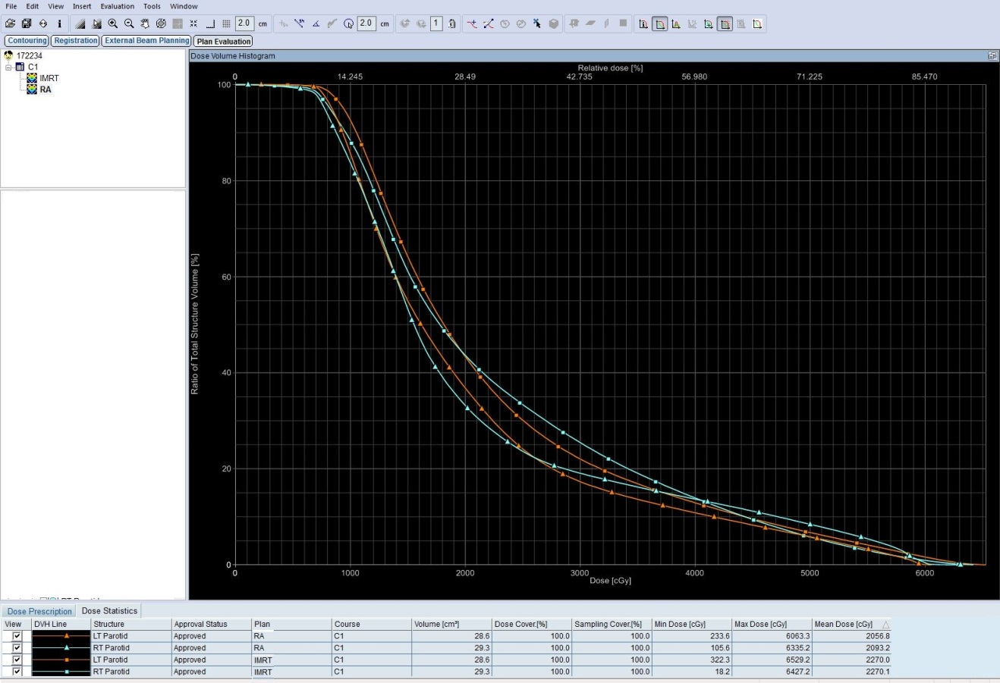 File Edit View Insert Evaluation Tools Window
2.0 cm 2.0 cm 1
Contouring Registration External Beam Planning Plan Evaluation
172234
C1
IMRT
RA
Dose Volume Histogram
Relative dose [%]
0 14.245 28.49 42.735 56.980 71.225 85.470
100
80
60
40
20
0
Ratio of Total Structure Volume [%]
0 1000 2000 3000 4000 5000 6000
Dose [cGy]
Dose Prescription Dose Statistics
View DVH Line Structure Approval Status Plan Course Volume [cm³] Dose Cover.[%] Sampling Cover.[%] Min Dose [cGy] Max Dose [cGy] Mean Dose [cGy]
LT Parotid Approved RA C1 28.6 100.0 100.0 233.6 6063.3 2056.8
RT Parotid Approved RA C1 29.3 100.0 100.0 105.6 6335.2 2093.2
LT Parotid Approved IMRT C1 28.6 100.0 100.0 322.3 6529.2 2270.0
RT Parotid Approved IMRT C1 29.3 100.0 100.0 18.2 6427.2 2270.1